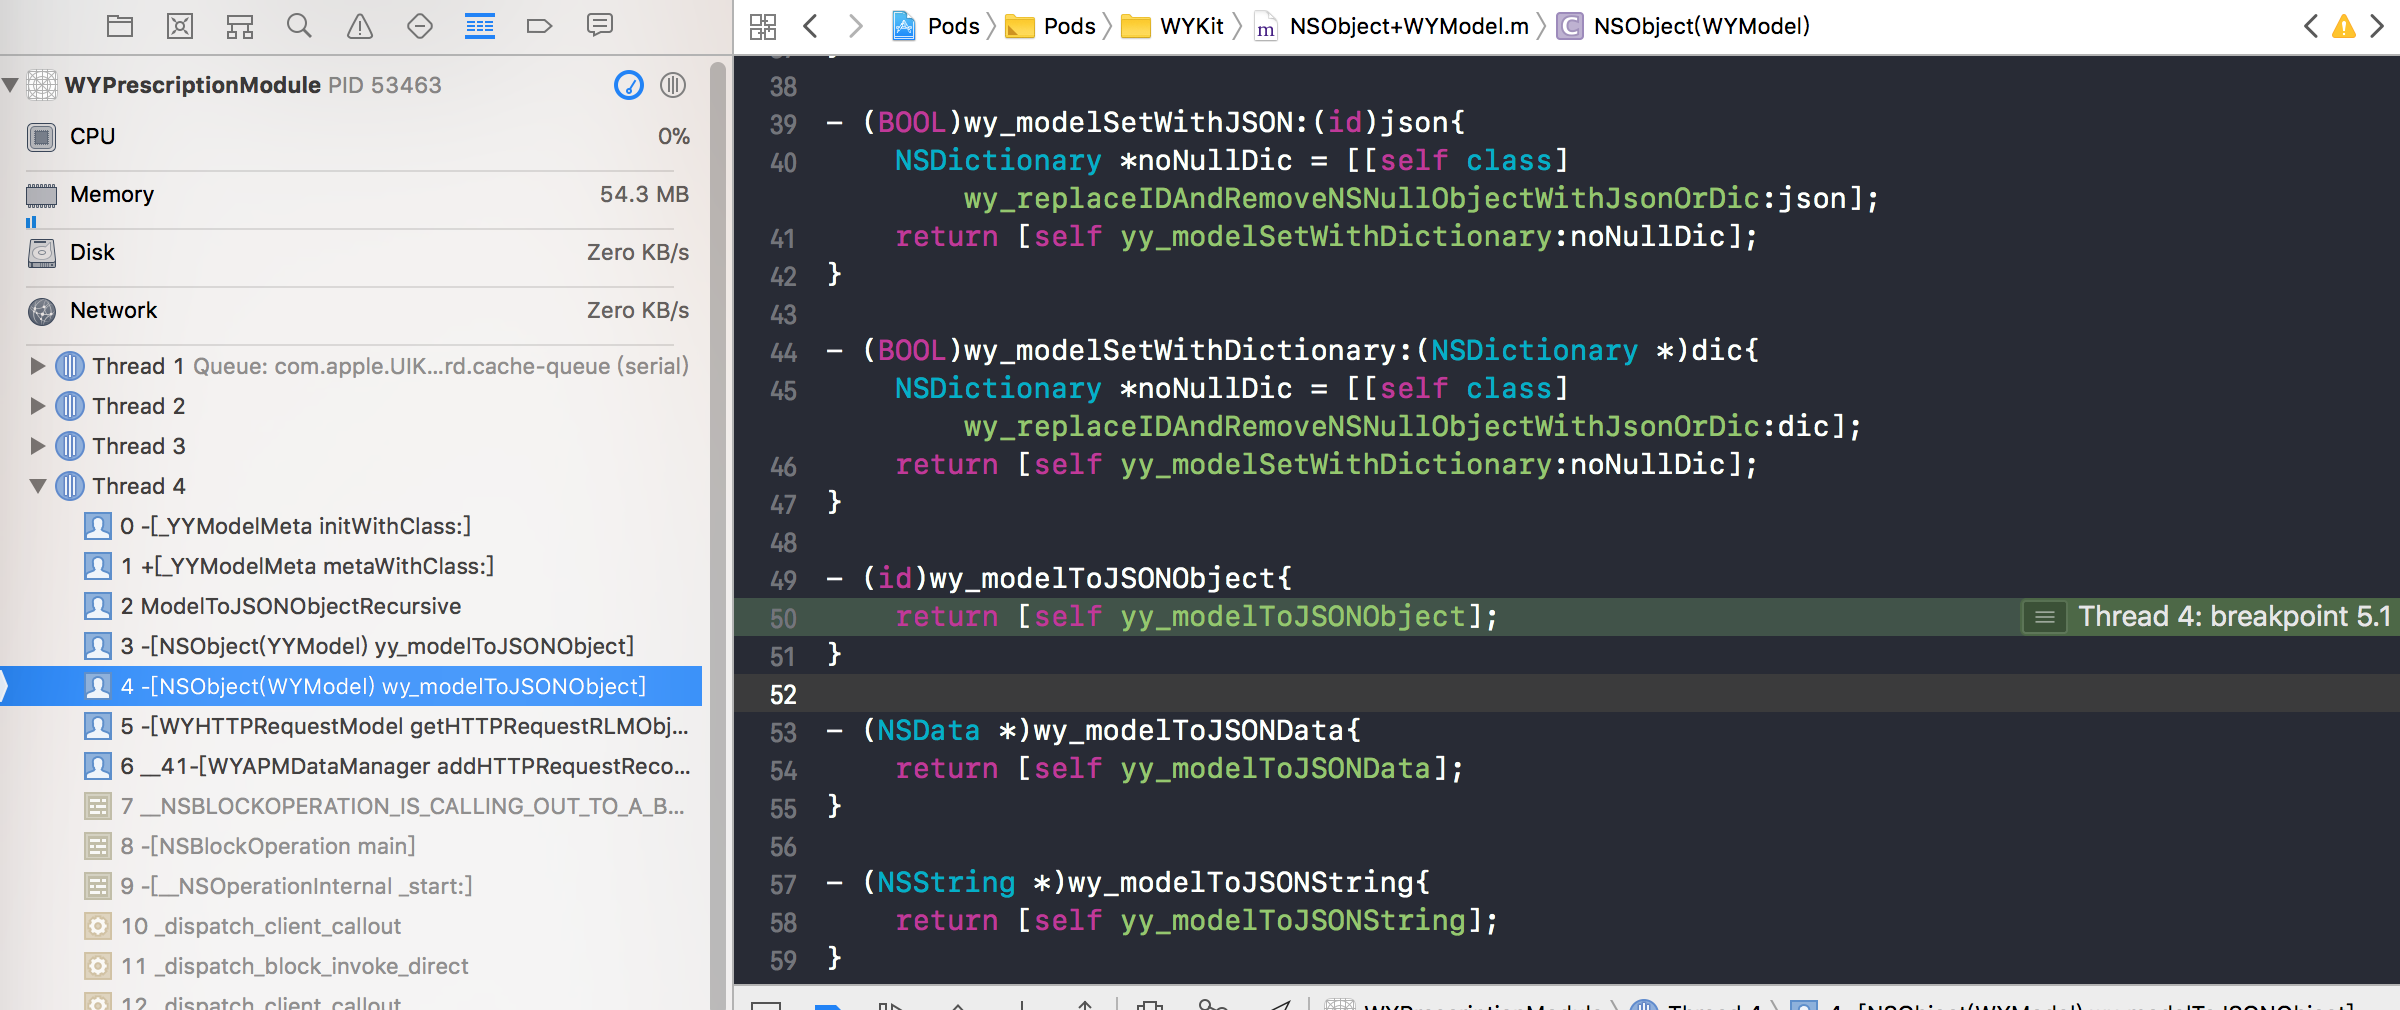 Pods Pods WYKit NSObject+WYModel.m NSObject(WYModel)
WYPrescriptionModule PID 53463
CPU 0%
Memory 54.3 MB
Disk Zero KB/s
Network Zero KB/s
Thread 1 Queue: com.apple.UIK...rd.cache-queue (serial)
Thread 2
Thread 3
Thread 4
0 -[_YYModelMeta initWithClass:]
1 +[_YYModelMeta metaWithClass:]
2 ModelToJSONObjectRecursive
3 -[NSObject(YYModel) yy_modelToJSONObject]
4 -[NSObject(WYModel) wy_modelToJSONObject]
5 -[WYHTTPRequestModel getHTTPRequestRLMObj...
6 __41-[WYAPMDataManager addHTTPRequestReco...
7 __NSBLOCKOPERATION_IS_CALLING_OUT_TO_A_B...
8 -[NSBlockOperation main]
9 -[__NSOperationInternal _start:]
10 _dispatch_client_callout
11 _dispatch_block_invoke_direct
12 _dispatch_client_callout
38
39 - (BOOL)wy_modelSetWithJSON:(id)json{
40 NSDictionary *noNullDic = [[self class]
wy_replaceIDAndRemoveNSNullObjectWithJsonOrDic:json];
41 return [self yy_modelSetWithDictionary:noNullDic];
42 }
43
44 - (BOOL)wy_modelSetWithDictionary:(NSDictionary *)dic{
45 NSDictionary *noNullDic = [[self class]
wy_replaceIDAndRemoveNSNullObjectWithJsonOrDic:dic];
46 return [self yy_modelSetWithDictionary:noNullDic];
47 }
48
49 - (id)wy_modelToJSONObject{
50 return [self yy_modelToJSONObject]; Thread 4: breakpoint 5.1
51 }
52
53 - (NSData *)wy_modelToJSONData{
54 return [self yy_modelToJSONData];
55 }
56
57 - (NSString *)wy_modelToJSONString{
58 return [self yy_modelToJSONString];
59 }
WYPrescriptionModule Thread 4 4 -[NSObject(WYModel) wy_modelToJSONObject]